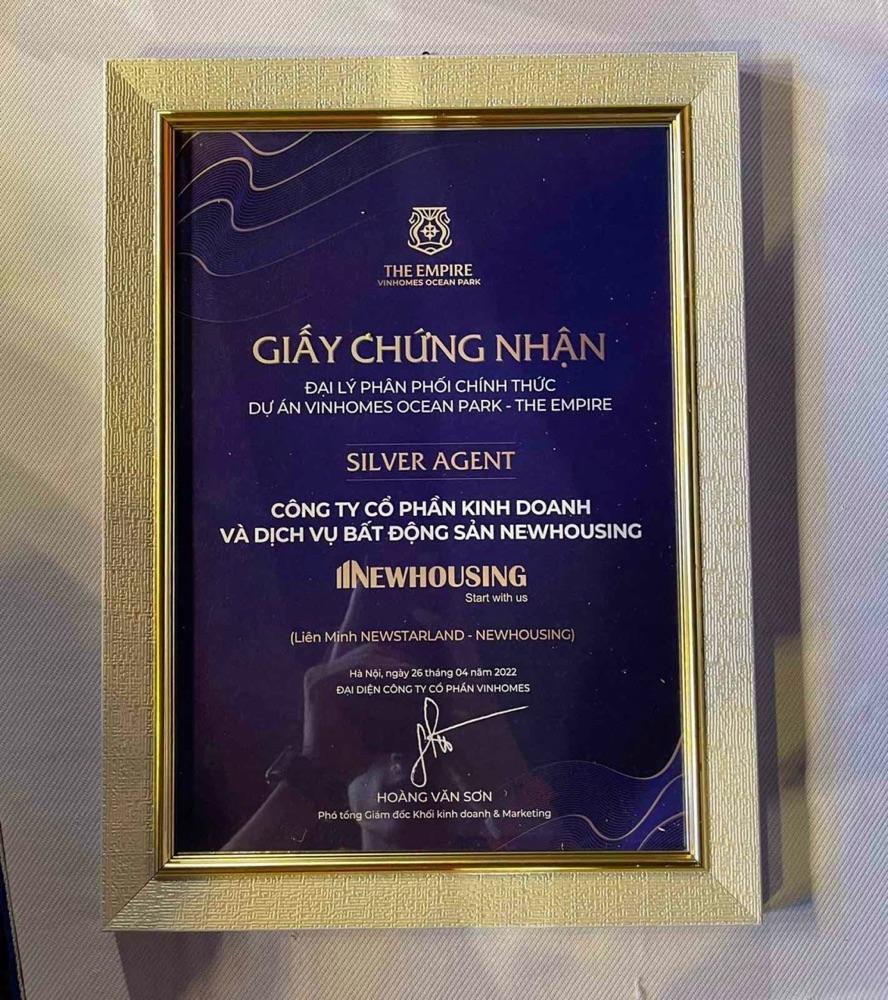 THE EMPIRE
VINHOMES OCEAN PARK
GIẤY CHỨNG NHẬN
ĐẠI LÝ PHÂN PHỐI CHÍNH THỨC
DỰ ÁN VINHOMES OCEAN PARK - THE EMPIRE
SILVER AGENT
CÔNG TY CỔ PHẦN KINH DOANH
VÀ DỊCH VỤ BẤT ĐỘNG SẢN NEWHOUSING
NEWHOUSING
Start with us
(Liên Minh NEWSTARLAND - NEWHOUSING)
Hà Nội, ngày 26 tháng 04 năm 2022
ĐẠI DIỆN CÔNG TY CỔ PHẦN VINHOMES
HOÀNG VĂN SƠN
Phó tổng Giám đốc Khối kinh doanh & Marketing